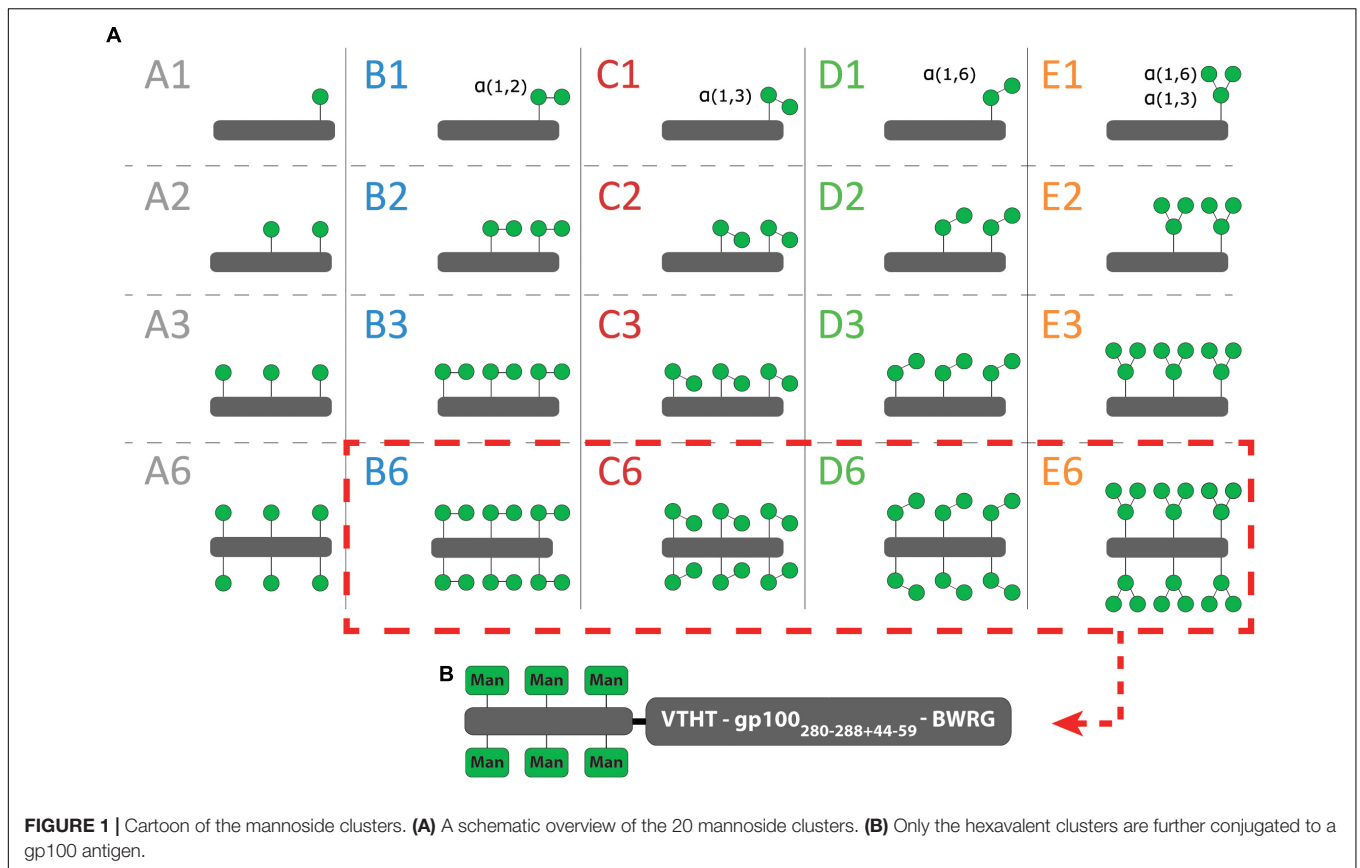 A
A1
B1
α(1,2)
C1
α(1,3)
D1
α(1,6)
E1
α(1,6)
α(1,3)
A2
B2
C2
D2
E2
A3
B3
C3
D3
E3
A6
B6
C6
D6
E6
B
Man Man Man
VTHT - gp100280-288+44-59 - BWRG
Man Man Man
FIGURE 1 | Cartoon of the mannoside clusters. (A) A schematic overview of the 20 mannoside clusters. (B) Only the hexavalent clusters are further conjugated to a
gp100 antigen.